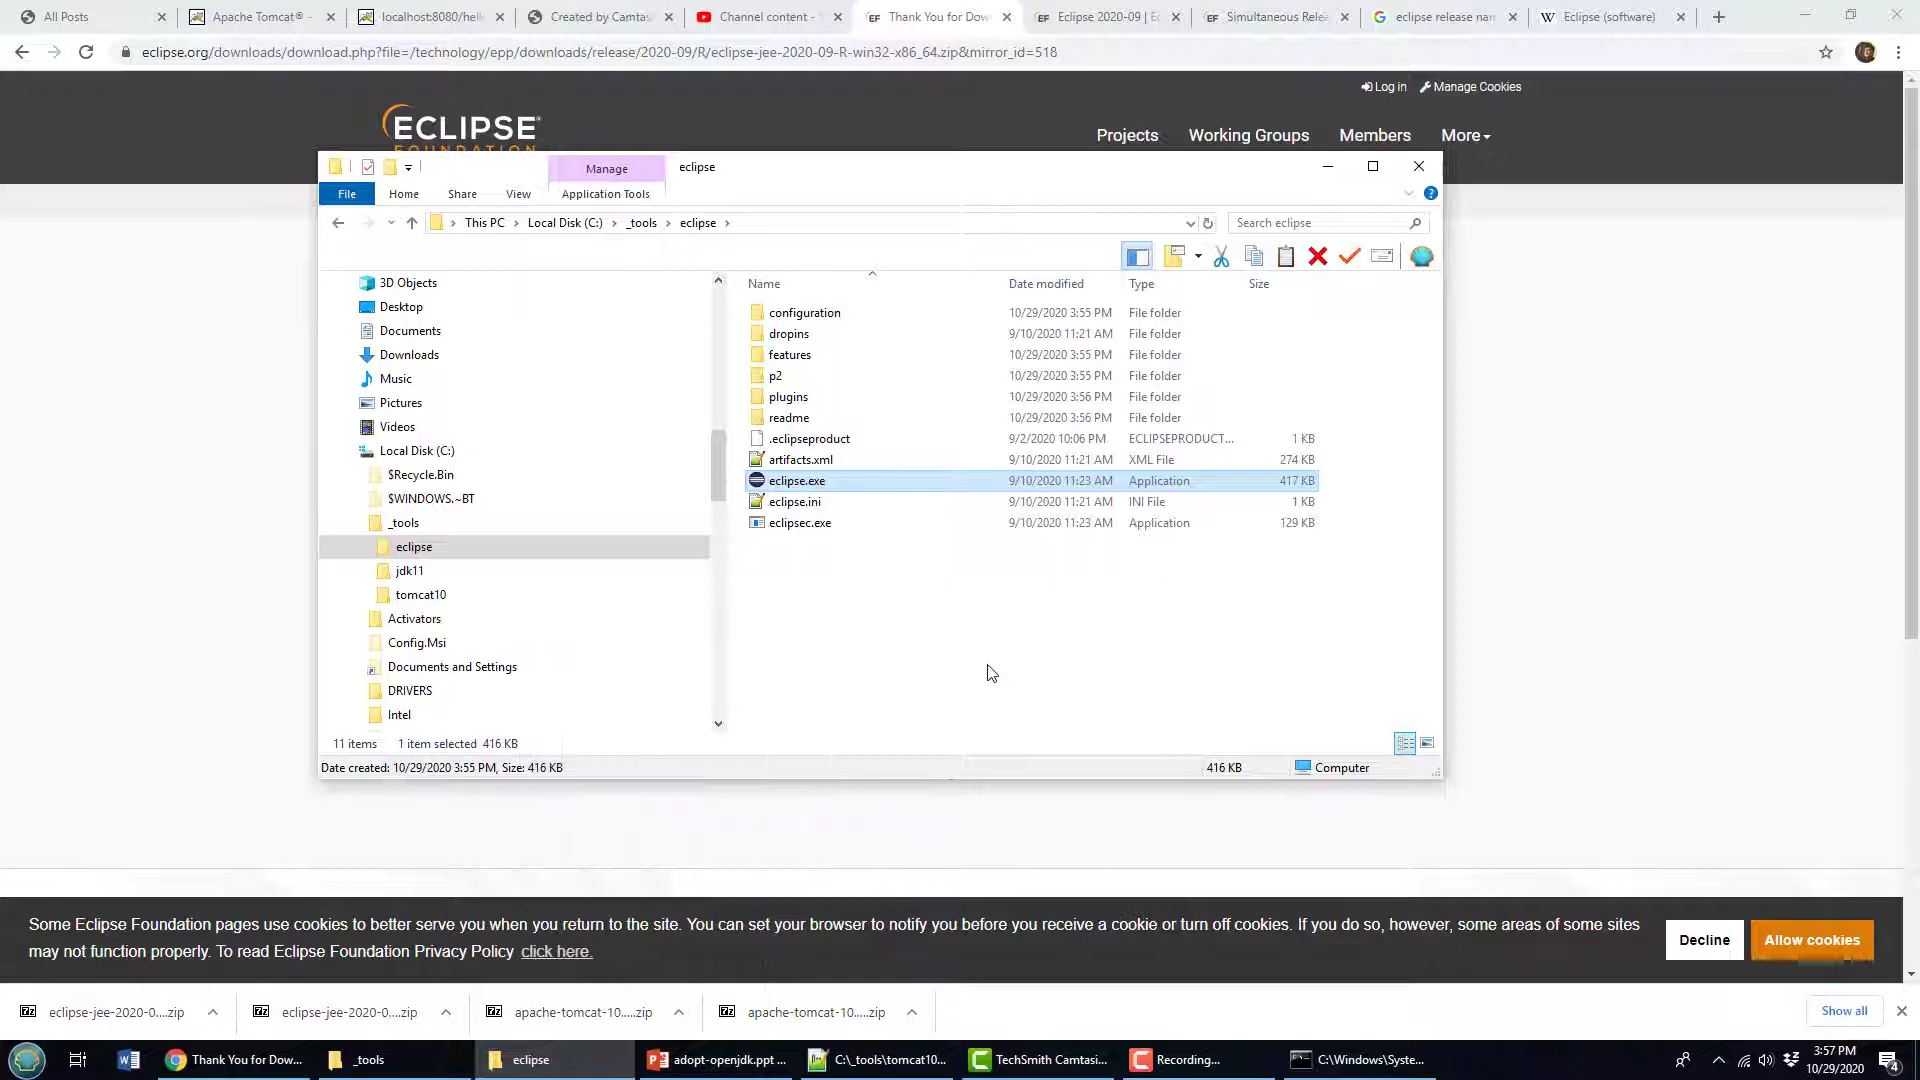 All Posts
Apache Tomcat® -
localhost:8080/hell
Created by Camtas
Channel content -
Thank You for Dow
Eclipse 2020-09 | Ec
Simultaneous Relea
eclipse release nam
Eclipse (software)
eclipse.org/downloads/download.php?file=/technology/epp/downloads/release/2020-09/R/eclipse-jee-2020-09-R-win32-x86_64.zip&mirror_id=518
Log in
Manage Cookies
ECLIPSE
FOUNDATION
Projects
Working Groups
Members
More
Manage
eclipse
File
Home
Share
View
Application Tools
This PC > Local Disk (C:) > _tools > eclipse >
Search eclipse
3D Objects
Desktop
Documents
Downloads
Music
Pictures
Videos
Local Disk (C:)
$Recycle.Bin
$WINDOWS.~BT
_tools
eclipse
jdk11
tomcat10
Activators
Config.Msi
Documents and Settings
DRIVERS
Intel
Name Date modified Type Size
configuration 10/29/2020 3:55 PM File folder
dropins 9/10/2020 11:21 AM File folder
features 10/29/2020 3:55 PM File folder
p2 10/29/2020 3:55 PM File folder
plugins 10/29/2020 3:56 PM File folder
readme 10/29/2020 3:56 PM File folder
.eclipseproduct 9/2/2020 10:06 PM ECLIPSEPRODUCT... 1 KB
artifacts.xml 9/10/2020 11:21 AM XML File 274 KB
eclipse.exe 9/10/2020 11:23 AM Application 417 KB
eclipse.ini 9/10/2020 11:21 AM INI File 1 KB
eclipsec.exe 9/10/2020 11:23 AM Application 129 KB
11 items 1 item selected 416 KB
Date created: 10/29/2020 3:55 PM, Size: 416 KB
416 KB
Computer
Some Eclipse Foundation pages use cookies to better serve you when you return to the site. You can set your browser to notify you before you receive a cookie or turn off cookies. If you do so, however, some areas of some sites
may not function properly. To read Eclipse Foundation Privacy Policy click here.
Decline
Allow cookies
eclipse-jee-2020-0....zip
eclipse-jee-2020-0....zip
apache-tomcat-10.....zip
apache-tomcat-10.....zip
Show all
Thank You for Dow...
_tools
eclipse
adopt-openjdk.ppt ...
C:\_tools\tomcat10...
TechSmith Camtasi...
Recording...
C:\Windows\Syste...
3:57 PM
10/29/2020
4